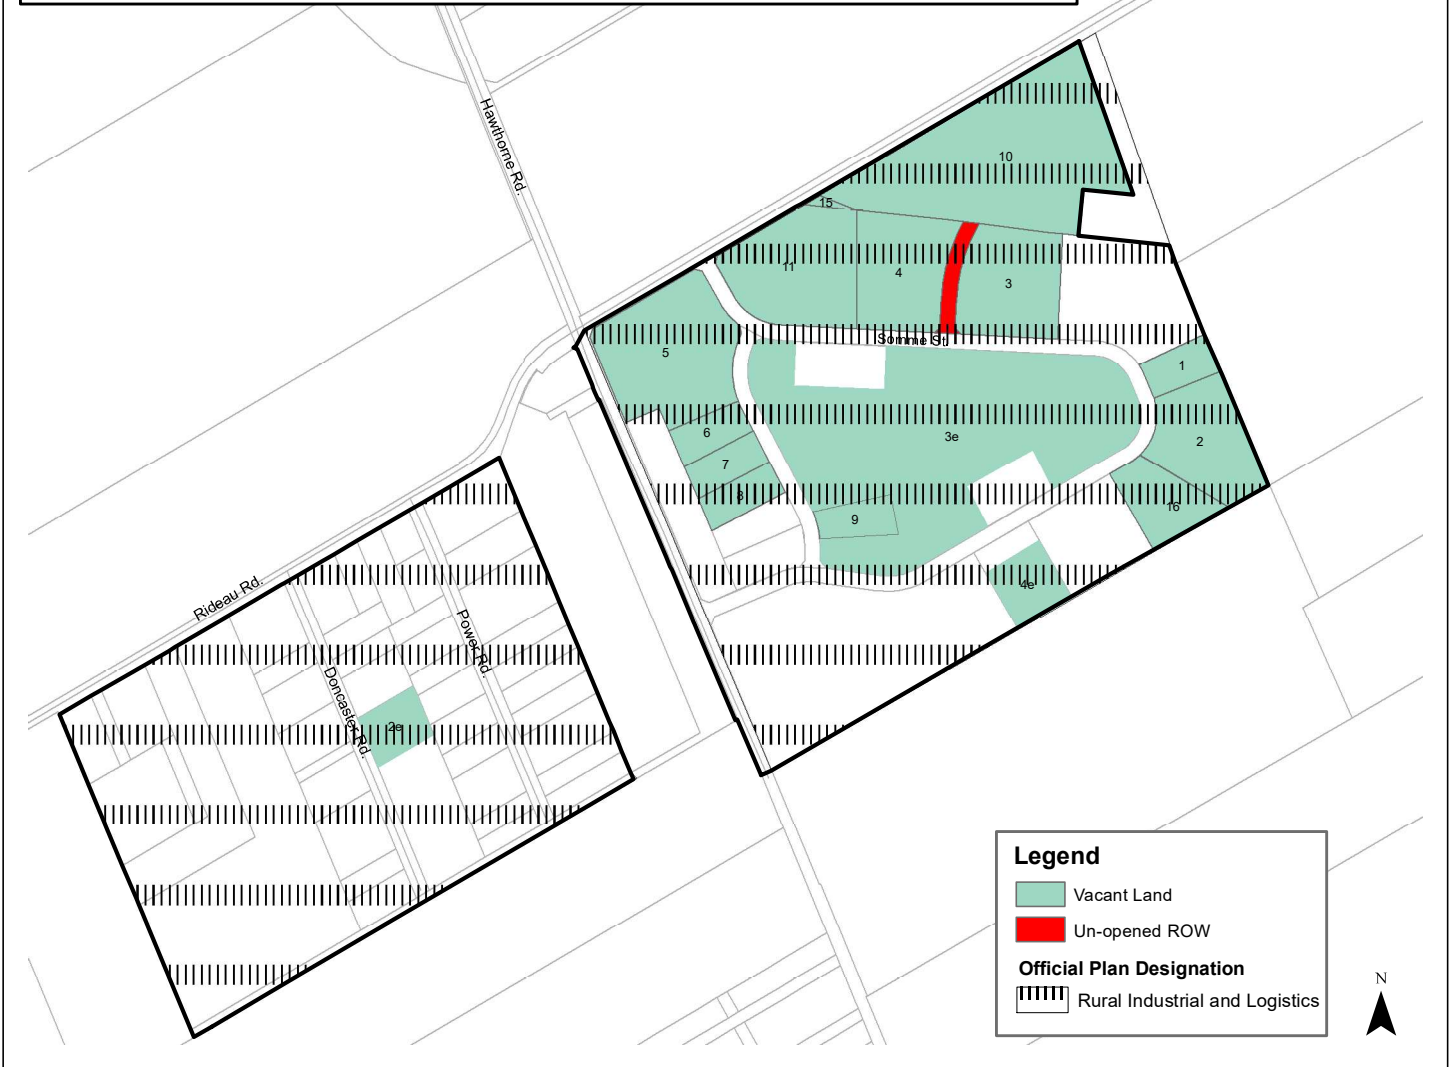 Hawthorne Rd.
10
15
11
4
3
Somme St.
5
1
3e
2
6
7
8
9
16
4e
Rideau Rd.
Power Rd.
Doncaster Rd.
2e
Legend
Vacant Land
Un-opened ROW
Official Plan Designation
Rural Industrial and Logistics
N